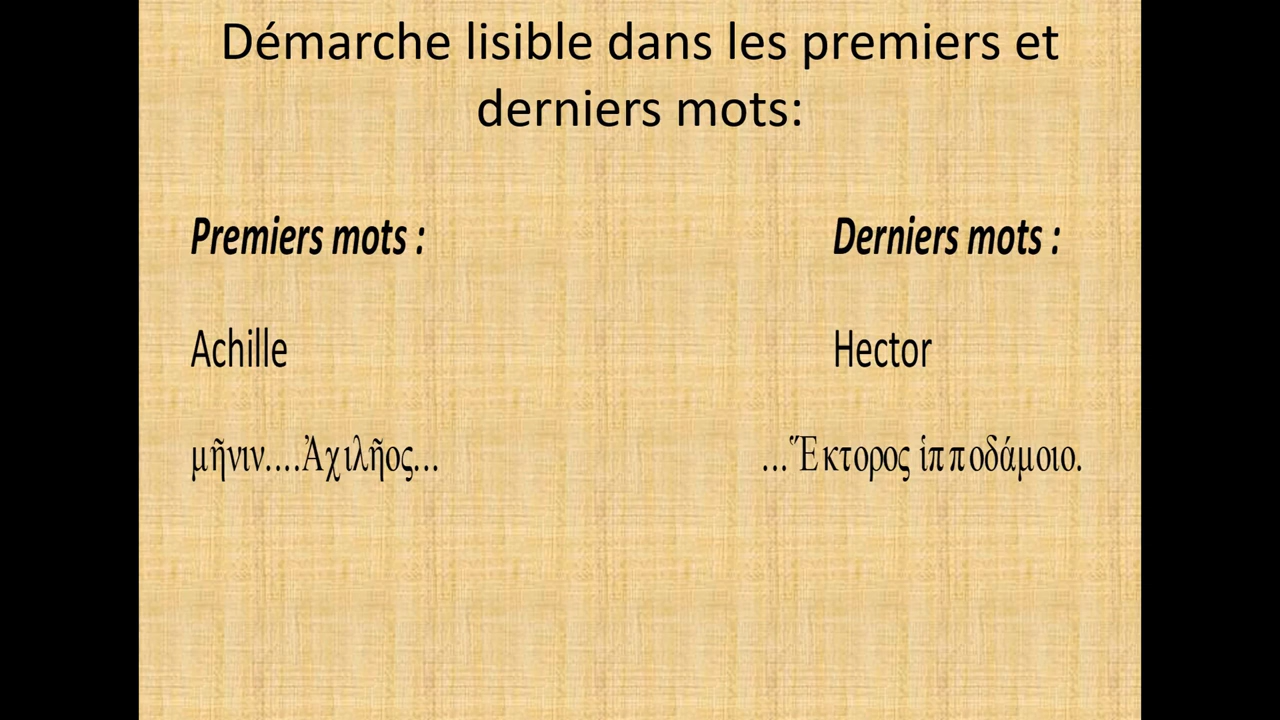 Démarche lisible dans les premiers et
derniers mots:
Premiers mots :
Derniers mots :
Achille
Hector
μῆνιν....Ἀχιλῆος...
...Ἕκτορος ἱπποδάμοιο.